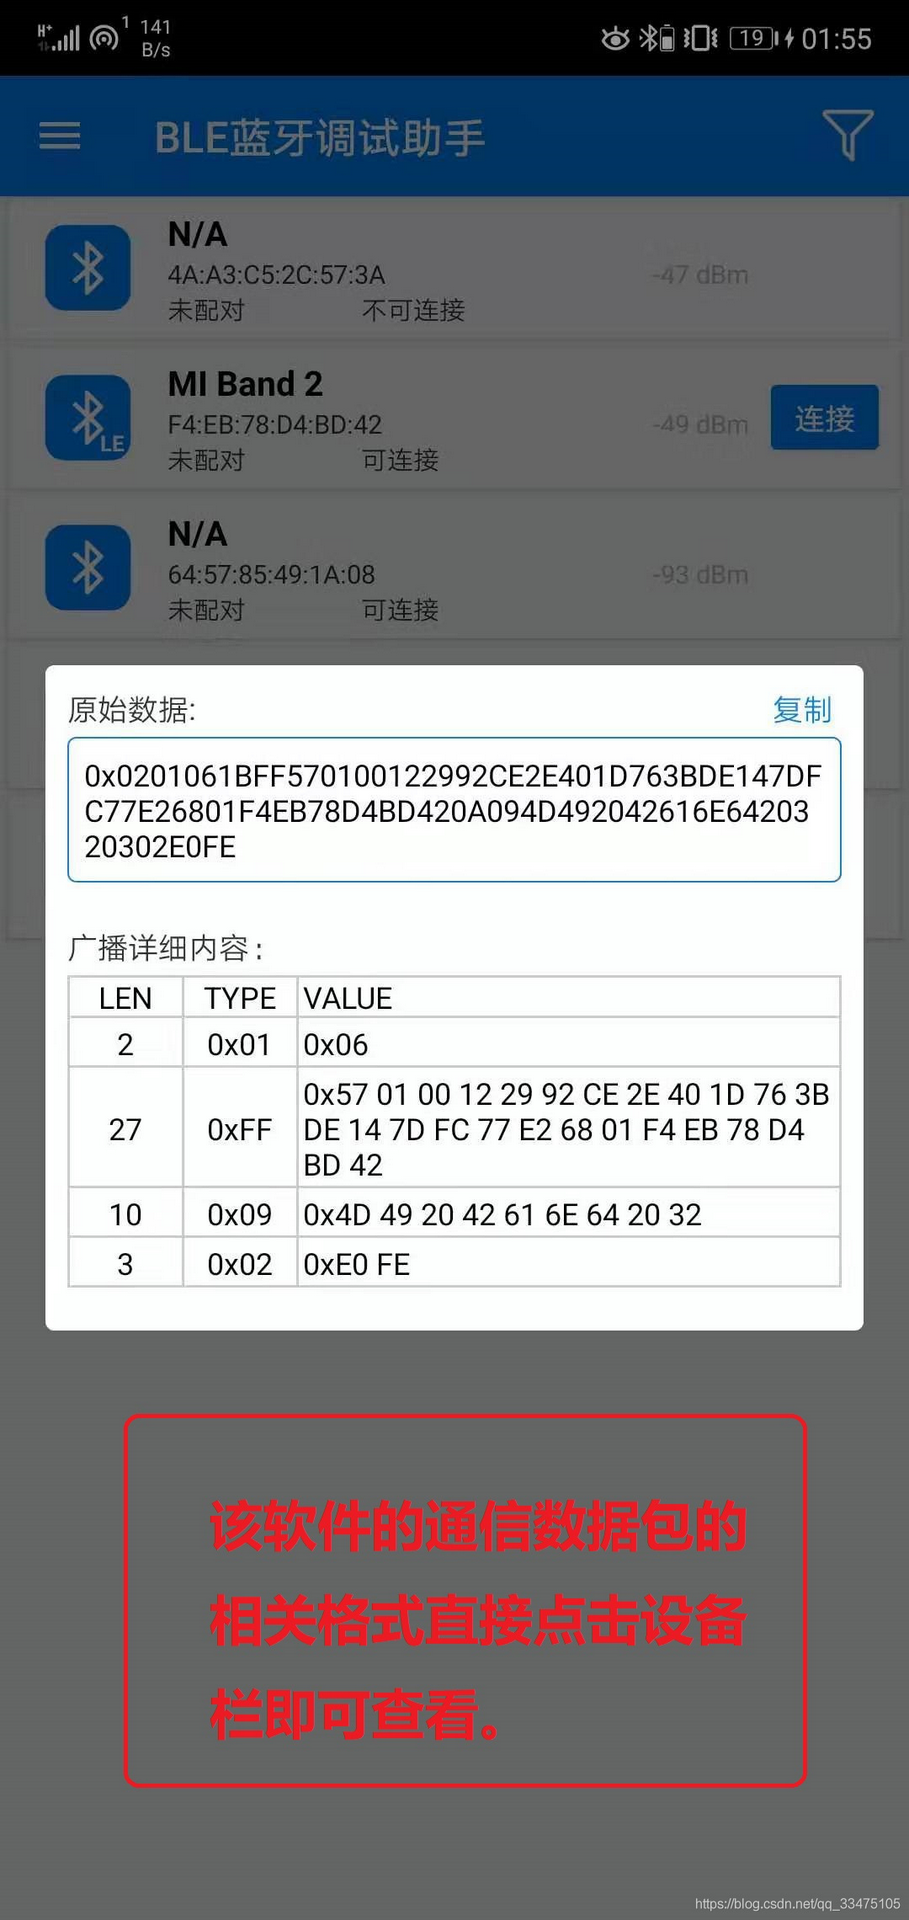 H+ 1 141
B/s
19 01:55
BLE蓝牙调试助手
N/A
4A:A3:C5:2C:57:3A -47 dBm
未配对 不可连接
MI Band 2
F4:EB:78:D4:BD:42 -49 dBm 连接
LE
未配对 可连接
N/A
64:57:85:49:1A:08 -93 dBm
未配对 可连接
原始数据: 复制
0x0201061BFF570100122992CE2E401D763BDE147DF
C77E26801F4EB78D4BD420A094D492042616E64203
20302E0FE
广播详细内容:
LEN TYPE VALUE
2 0x01 0x06
27 0xFF 0x57 01 00 12 29 92 CE 2E 40 1D 76 3B
DE 14 7D FC 77 E2 68 01 F4 EB 78 D4
BD 42
10 0x09 0x4D 49 20 42 61 6E 64 20 32
3 0x02 0xE0 FE
该软件的通信数据包的
相关格式直接点击设备
栏即可查看。
https://blog.csdn.net/qq_33475105